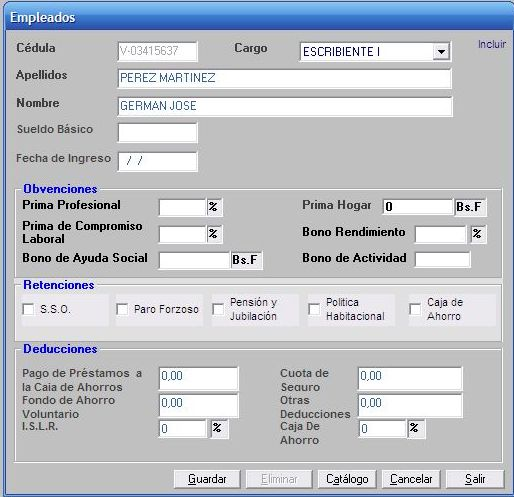 Empleados
Cédula V-03415637 Cargo ESCRIBIENTE I Incluir
Apellidos PEREZ MARTINEZ
Nombre GERMAN JOSE
Sueldo Básico
Fecha de Ingreso / /
Obvenciones
Prima Profesional % Prima Hogar 0 Bs.F
Prima de Compromiso
Laboral % Bono Rendimiento %
Bono de Ayuda Social Bs.F Bono de Actividad
Retenciones
S.S.O. Paro Forzoso Pensión y
Jubilación Politica
Habitacional Caja de
Ahorro
Deducciones
Pago de Préstamos a
la Caia de Ahorros 0,00 Cuota de
Seguro 0,00
Fondo de Ahorro
Voluntario 0,00 Otras
Deducciones 0,00
I.S.L.R. 0 % Caja De
Ahorro 0 %
Guardar Eliminar Catálogo Cancelar Salir